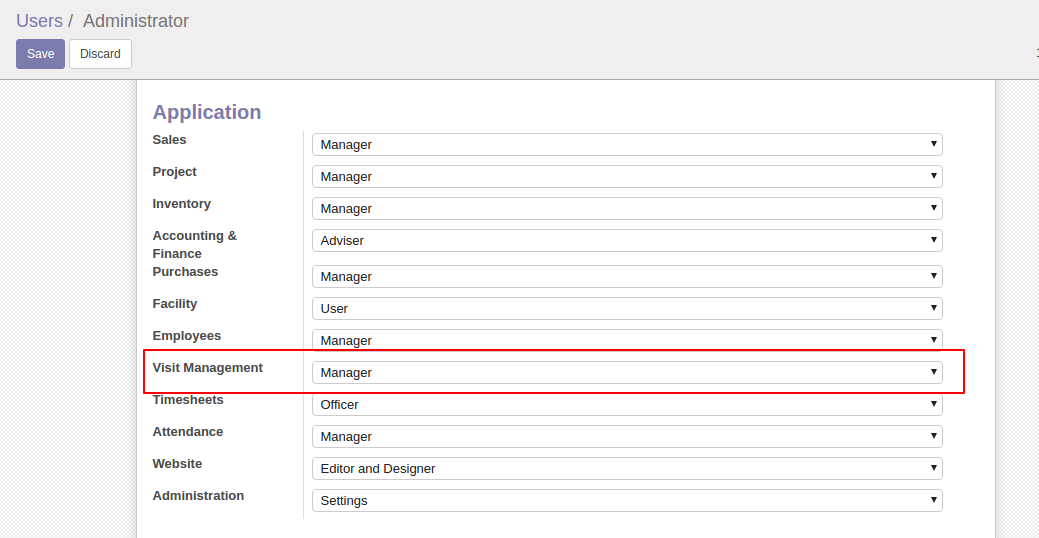 Users / Administrator
Save Discard
Application
Sales Manager
Project Manager
Inventory Manager
Accounting & Adviser
Finance
Purchases Manager
Facility User
Employees Manager
Visit Management Manager
Timesheets Officer
Attendance Manager
Website Editor and Designer
Administration Settings